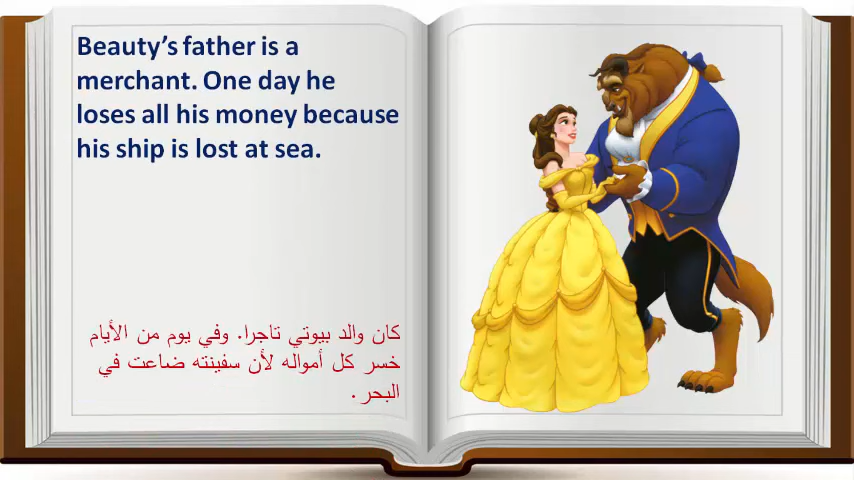 Beauty’s father is a
merchant. One day he
loses all his money because
his ship is lost at sea.
كان والد بيوتي تاجرا. وفي يوم من الأيام
خسر كل أمواله لأن سفينته ضاعت في
البحر.